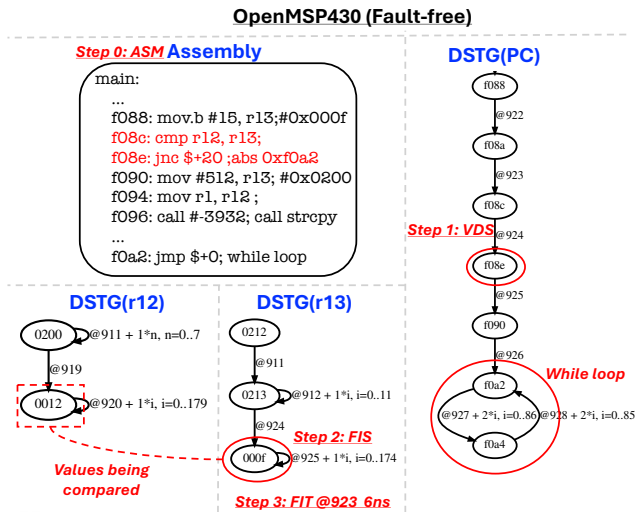 OpenMSP430 (Fault-free)
Step 0: ASM Assembly
main:
...
f088: mov.b #15, r13;#0x000f
f08c: cmp r12, r13;
f08e: jnc $+20 ;abs 0xf0a2
f090: mov #512, r13; #0x0200
f094: mov r1, r12 ;
f096: call #-3932; call strcpy
...
f0a2: jmp $+0; while loop
DSTG(PC)
f088
@922
f08a
@923
f08c
Step 1: VDS
@924
f08e
@925
f090
@926
f0a2
While loop
@927 + 2*i, i=0..86
@928 + 2*i, i=0..85
f0a4
DSTG(r12)
0200
@911 + 1*n, n=0..7
@919
0012
@920 + 1*i, i=0..179
Values being
compared
DSTG(r13)
0212
@911
0213
@912 + 1*i, i=0..11
@924
Step 2: FIS
000f
@925 + 1*i, i=0..174
Step 3: FIT @923 6ns